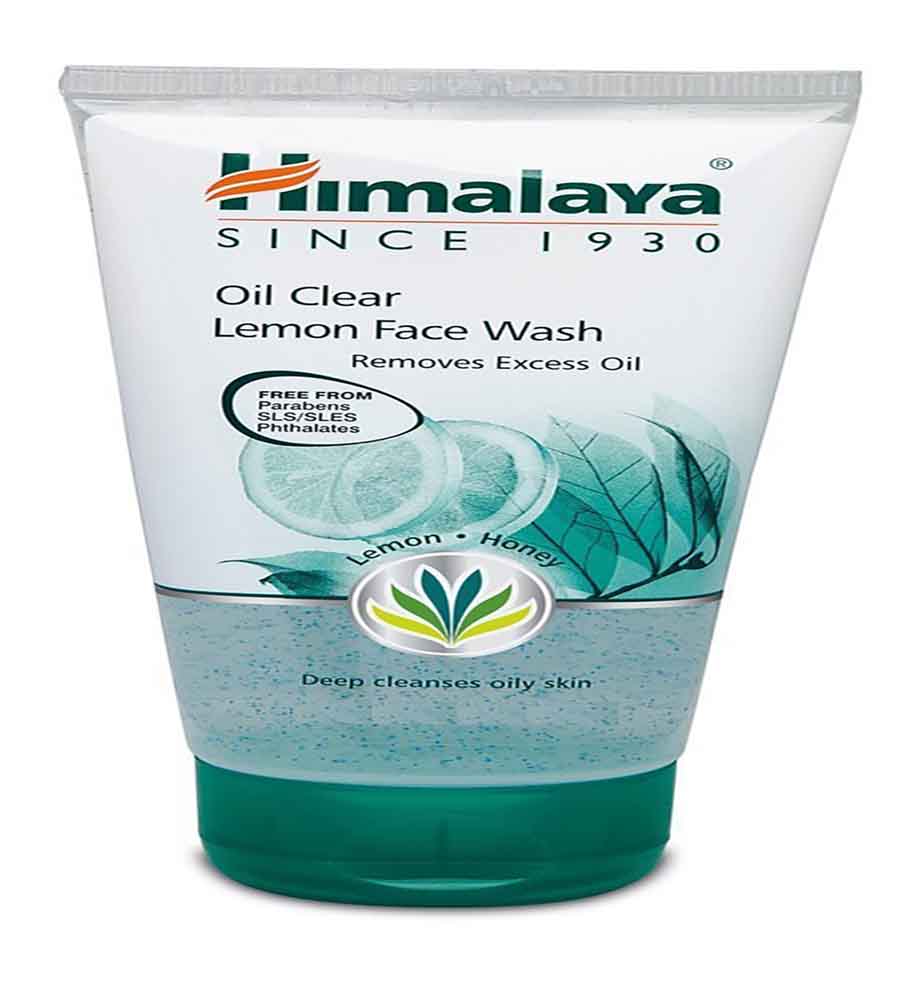 Himalaya®
SINCE 1930
Oil Clear
Lemon Face Wash
Removes Excess Oil
FREE FROM
Parabens
SLS/SLES
Phthalates
Lemon • Honey
Deep cleanses oily skin